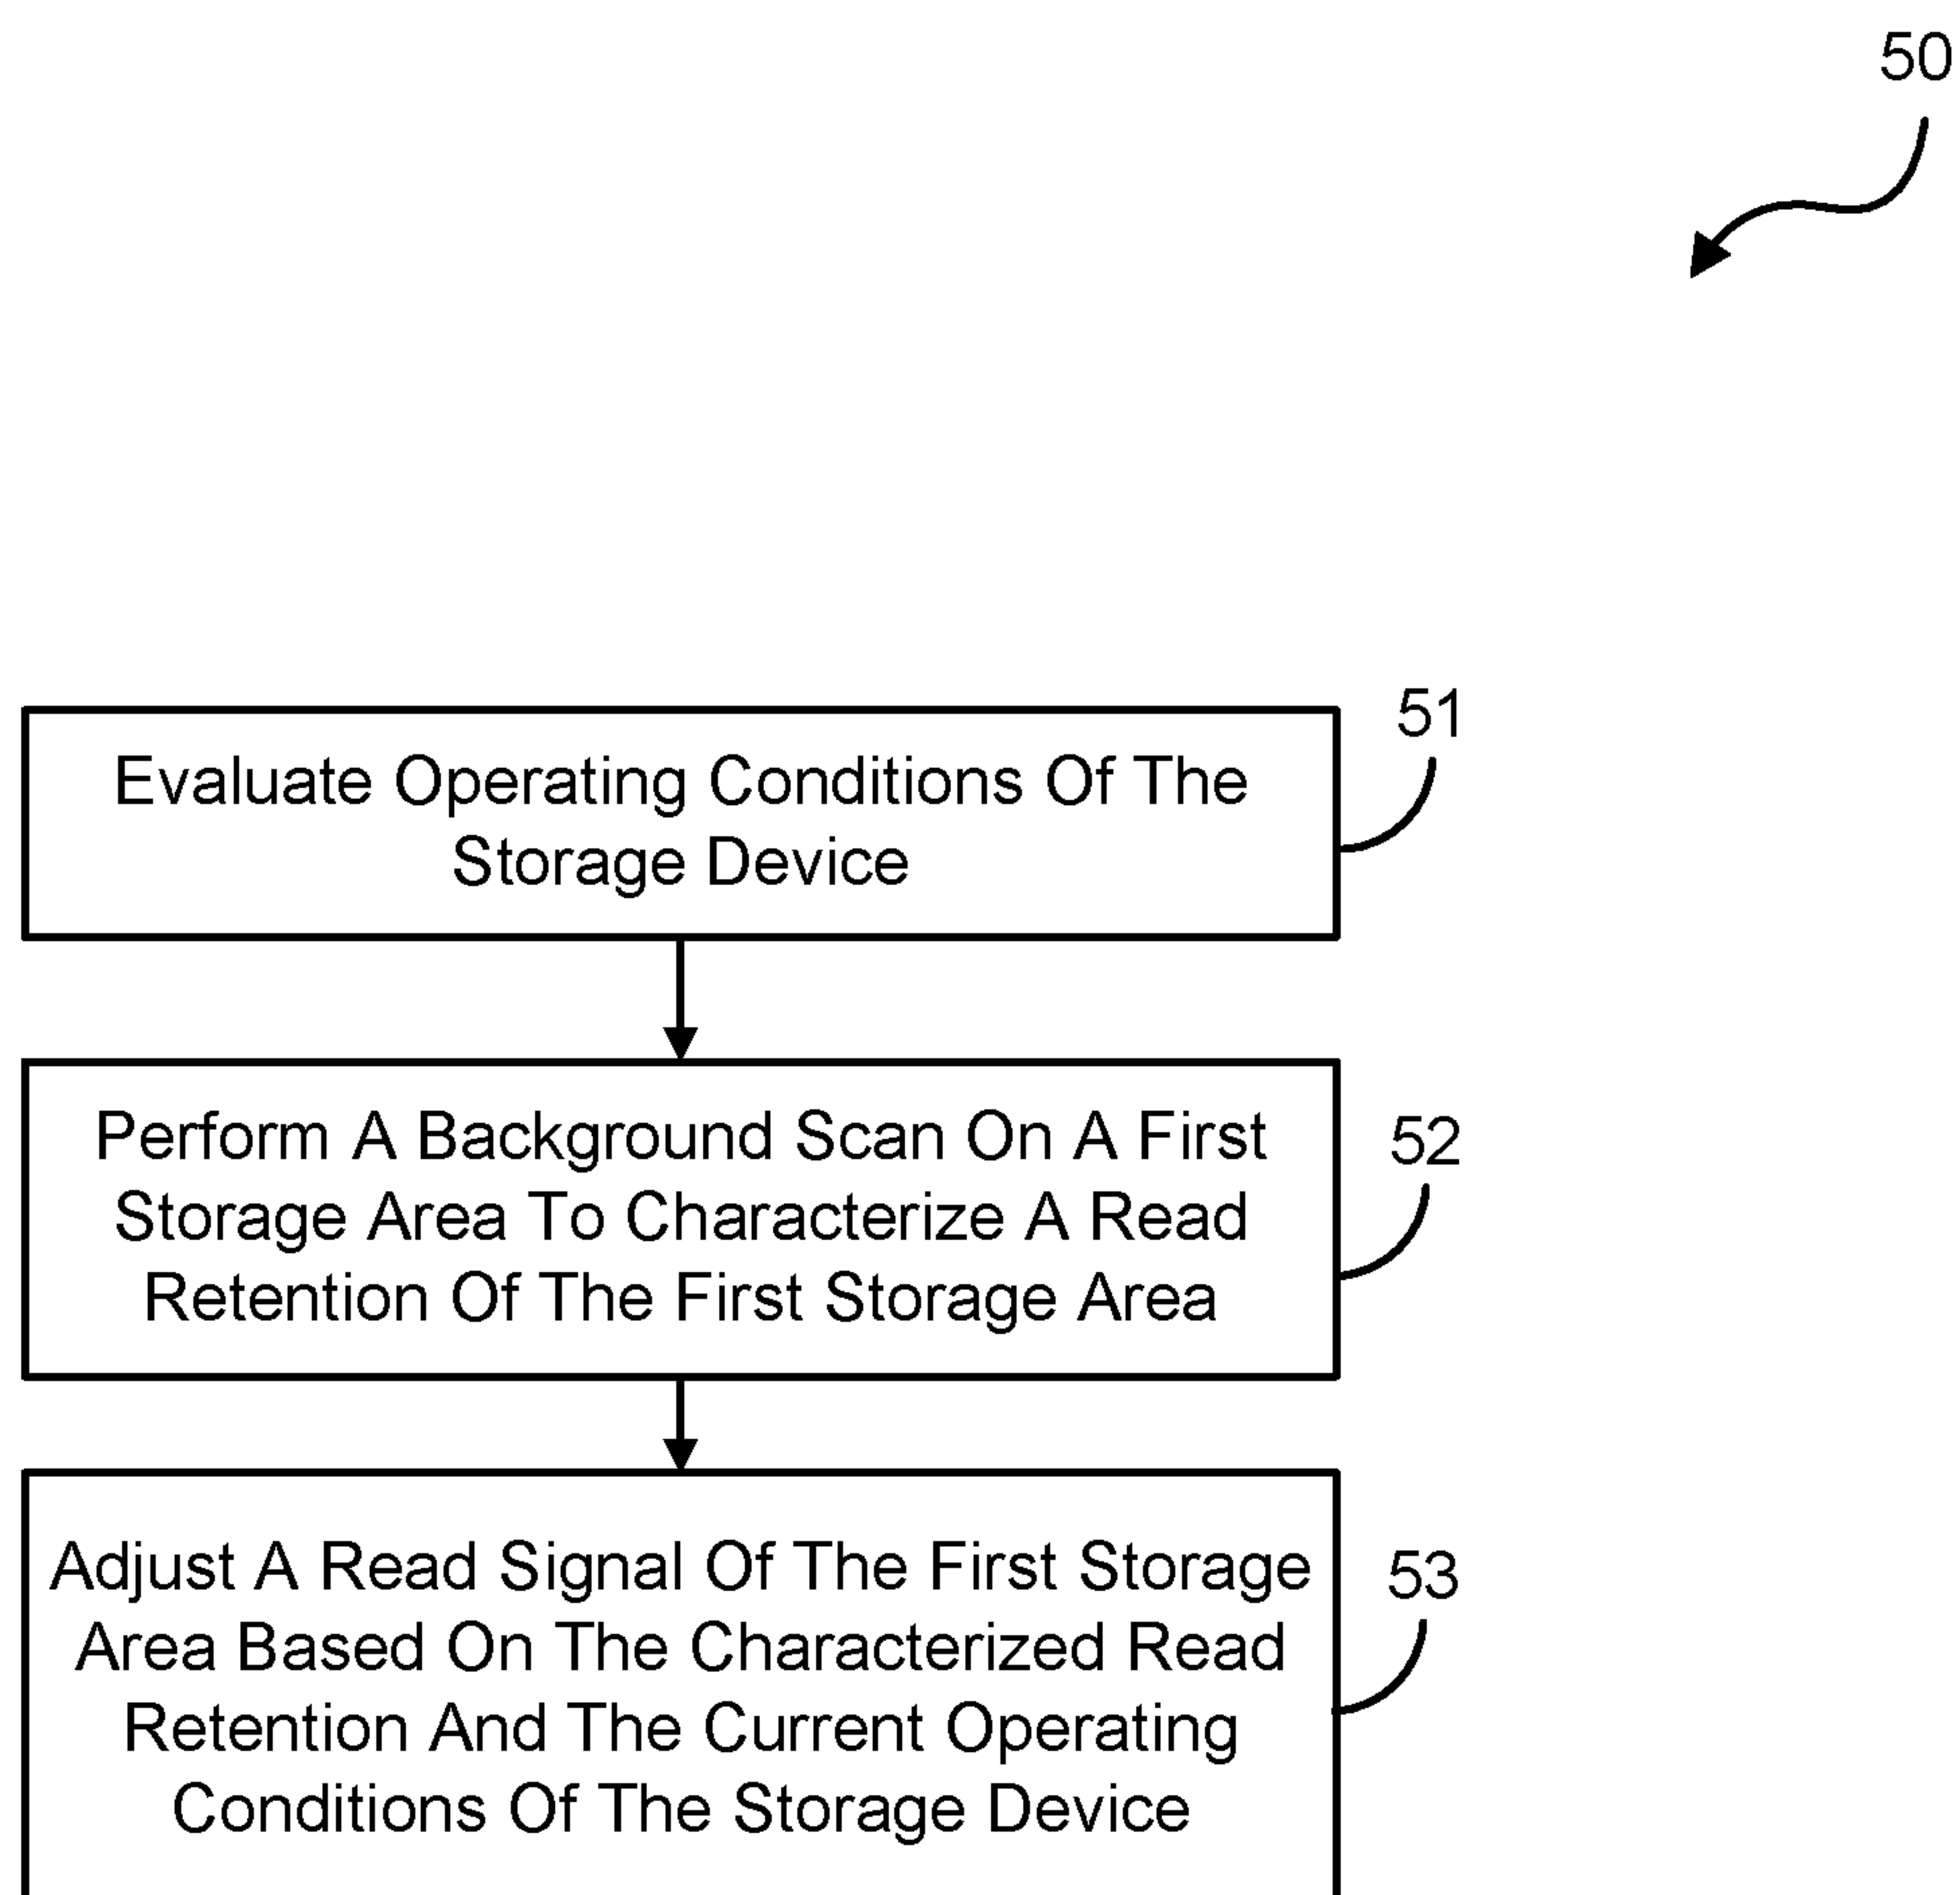 50
51
Evaluate Operating Conditions Of The
Storage Device
52
Perform A Background Scan On A First
Storage Area To Characterize A Read
Retention Of The First Storage Area
53
Adjust A Read Signal Of The First Storage
Area Based On The Characterized Read
Retention And The Current Operating
Conditions Of The Storage Device